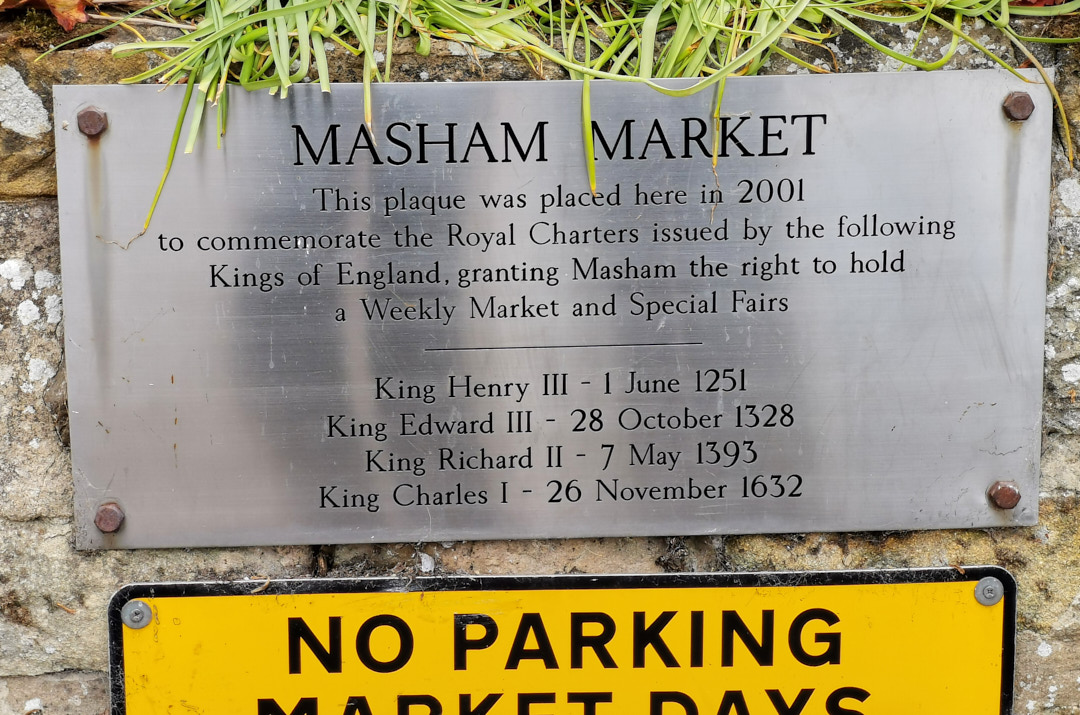 MASHAM MARKET
This plaque was placed here in 2001
to commemorate the Royal Charters issued by the following
Kings of England, granting Masham the right to hold
a Weekly Market and Special Fairs
King Henry III - 1 June 1251
King Edward III - 28 October 1328
King Richard II - 7 May 1393
King Charles I - 26 November 1632
NO PARKING
MARKET DAYS